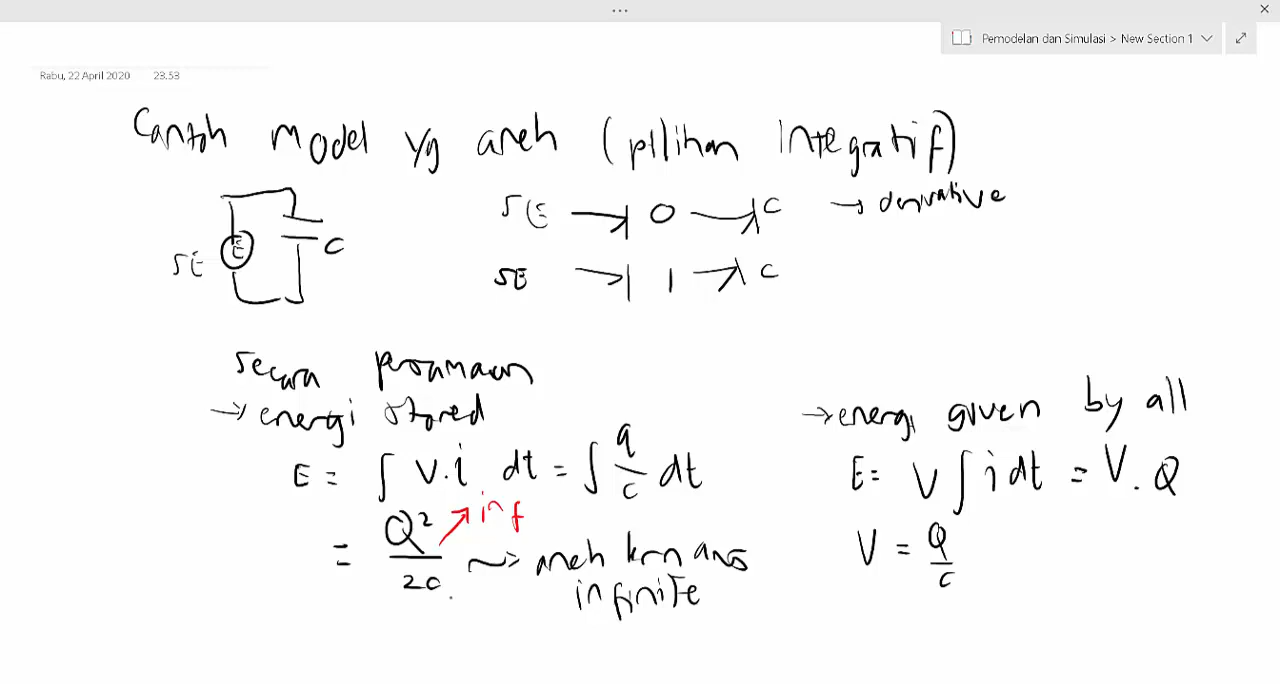 Pemodelan dan Simulasi > New Section 1
Rabu, 22 April 2020 23.53
Contoh model yg aneh (pilihan integratif)
SE E C
SE 0 C → derivative
SE 1 C
secara persamaan
→ energi stored
E = ∫ V.i dt = ∫ q/c dt
= Q²/2C ~> aneh krn arus
inf
infinite
→ energi given by all
E = V ∫ i dt = V . Q
V = Q/C